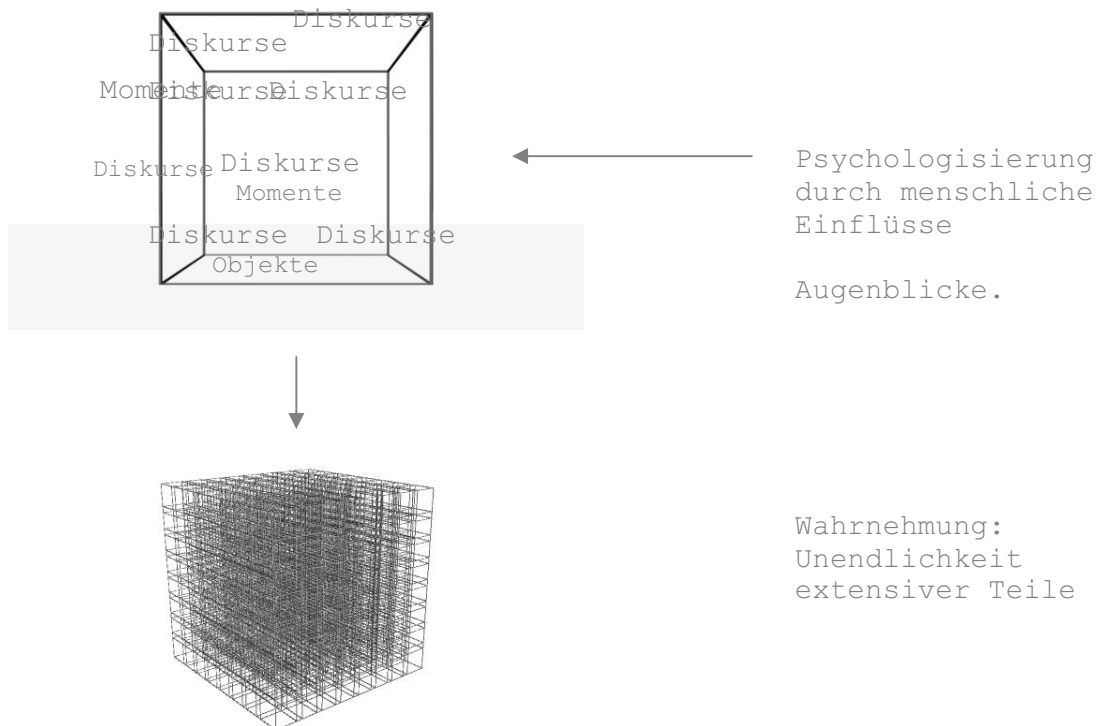 Diskurse
Diskurse
Momente Diskurse Diskurse
Diskurse Diskurse
Momente
Diskurse Diskurse
Objekte
Psychologisierung
durch menschliche
Einflüsse
Augenblicke.
Wahrnehmung:
Unendlichkeit
extensiver Teile